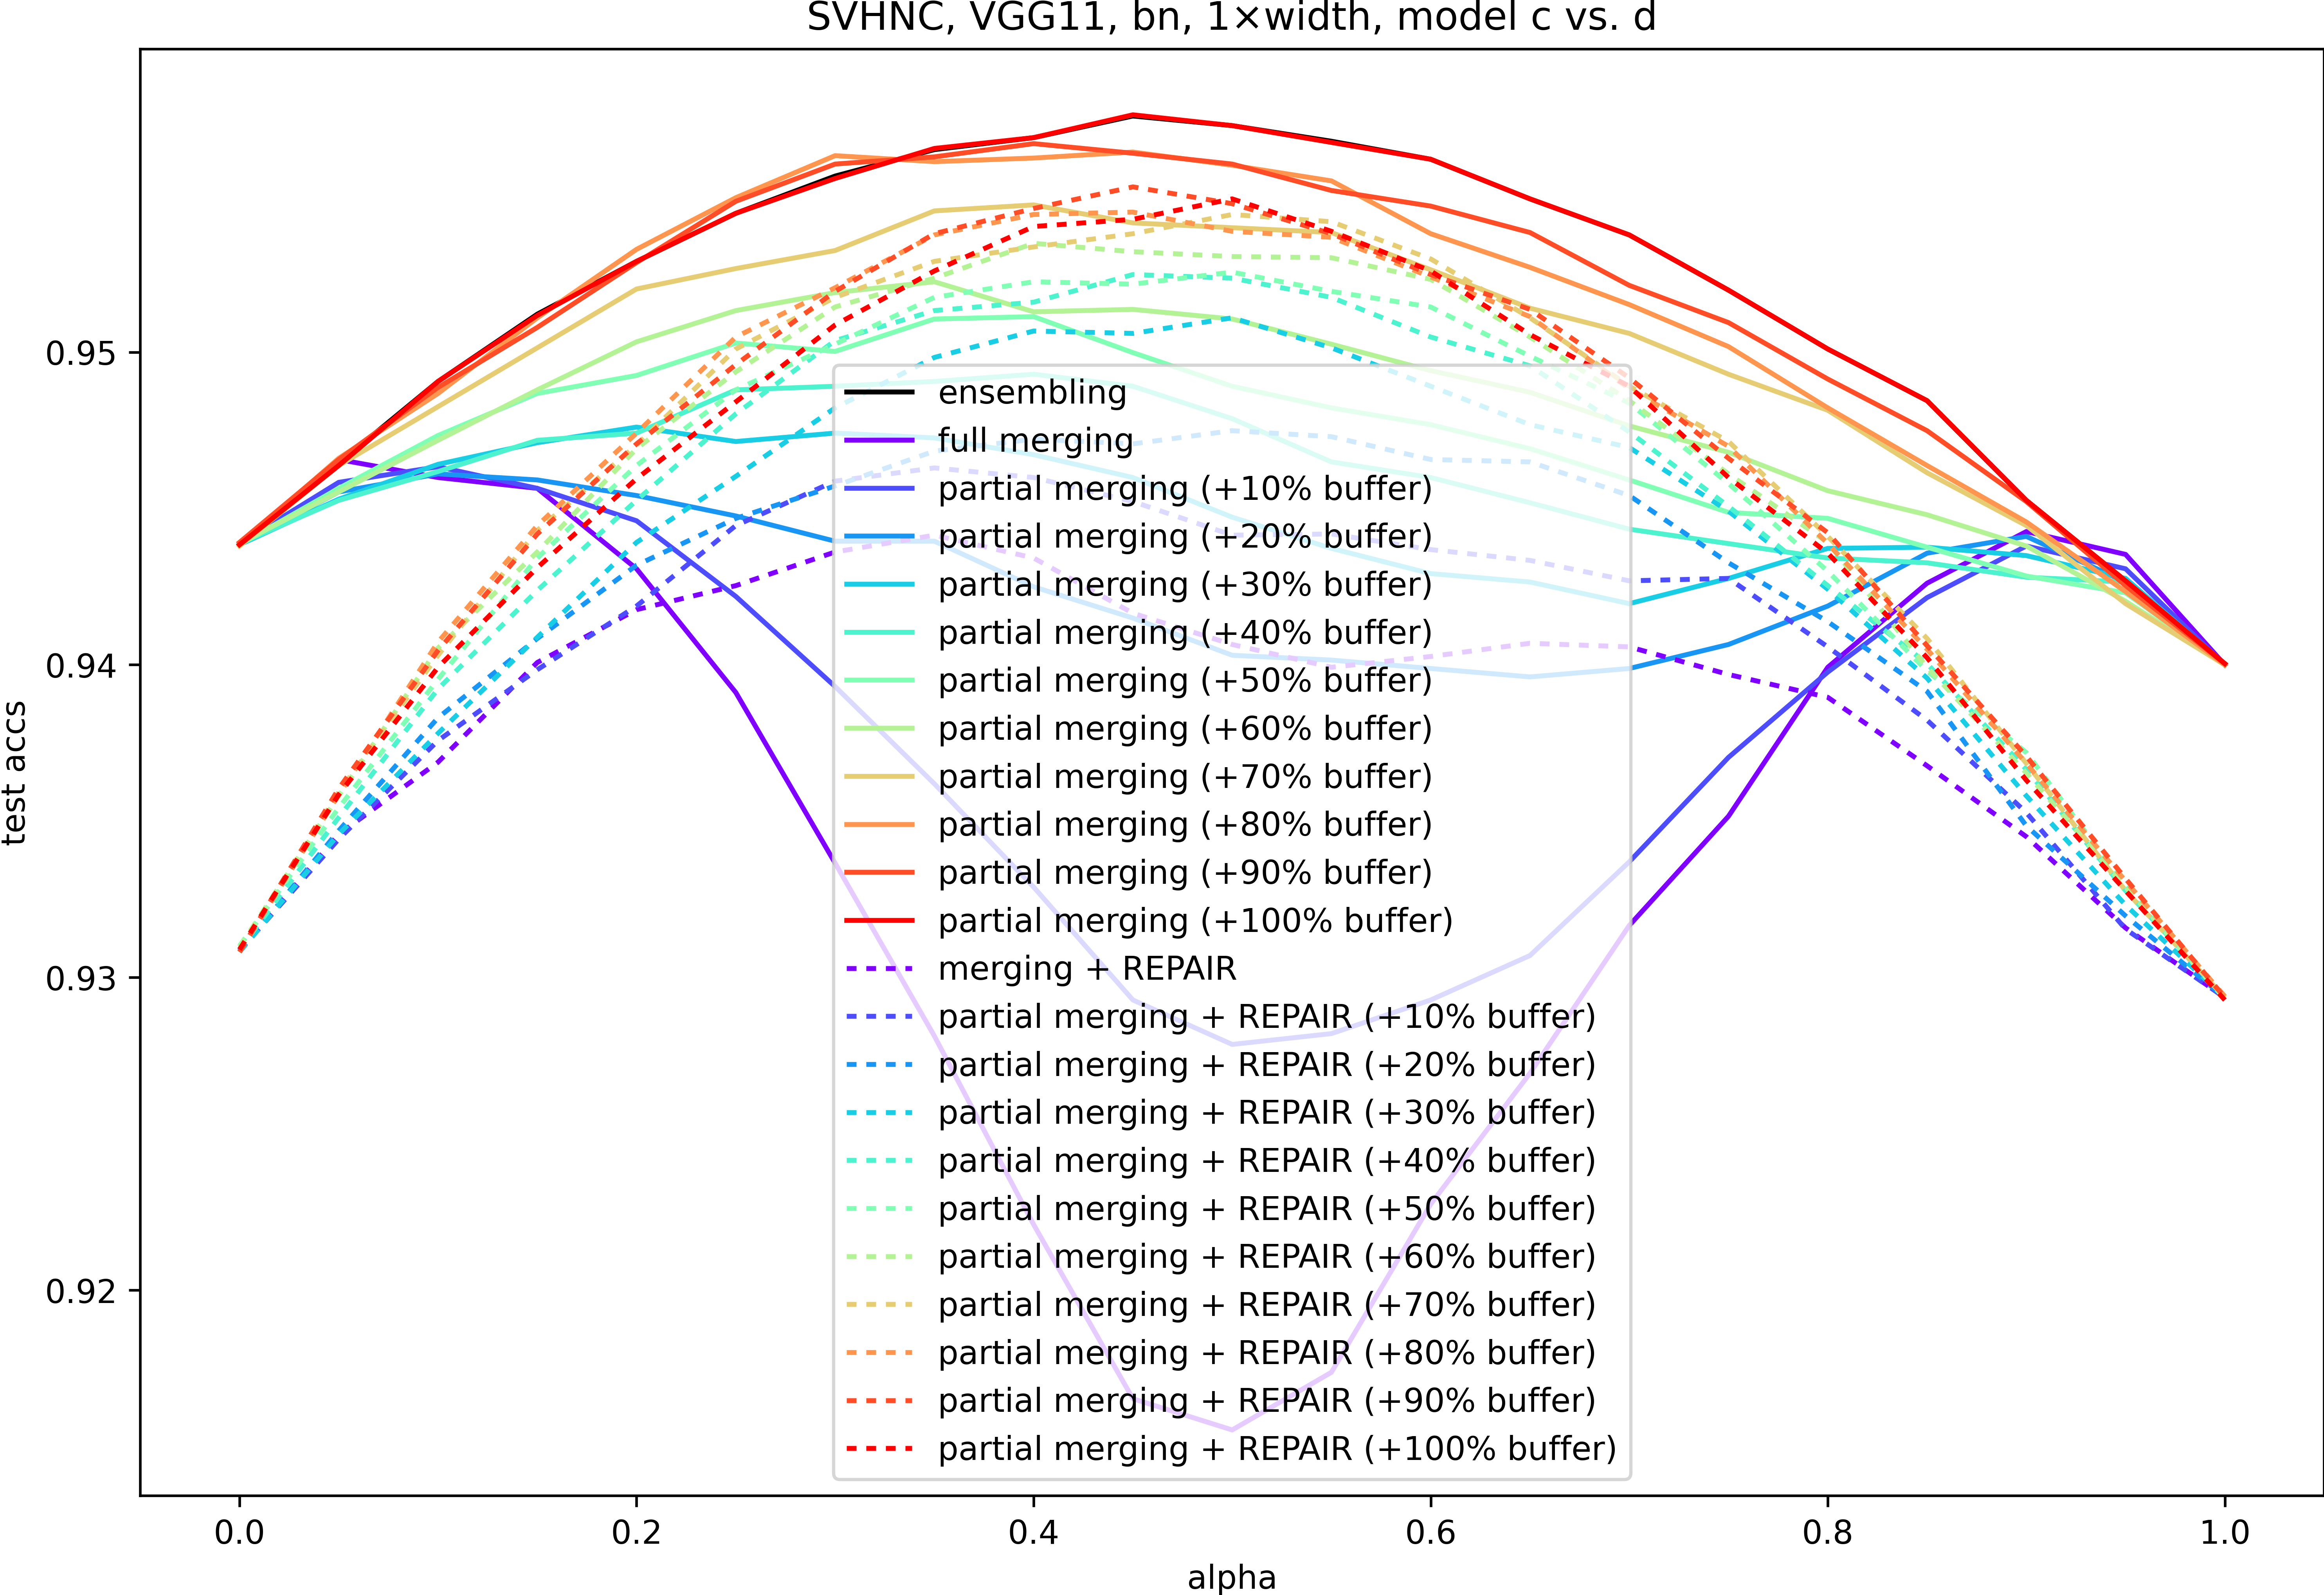 SVHNC, VGG11, bn, 1×width, model c vs. d
test accs
0.95
0.94
0.93
0.92
ensembling
full merging
partial merging (+10% buffer)
partial merging (+20% buffer)
partial merging (+30% buffer)
partial merging (+40% buffer)
partial merging (+50% buffer)
partial merging (+60% buffer)
partial merging (+70% buffer)
partial merging (+80% buffer)
partial merging (+90% buffer)
partial merging (+100% buffer)
merging + REPAIR
partial merging + REPAIR (+10% buffer)
partial merging + REPAIR (+20% buffer)
partial merging + REPAIR (+30% buffer)
partial merging + REPAIR (+40% buffer)
partial merging + REPAIR (+50% buffer)
partial merging + REPAIR (+60% buffer)
partial merging + REPAIR (+70% buffer)
partial merging + REPAIR (+80% buffer)
partial merging + REPAIR (+90% buffer)
partial merging + REPAIR (+100% buffer)
0.0 0.2 0.4 0.6 0.8 1.0
alpha